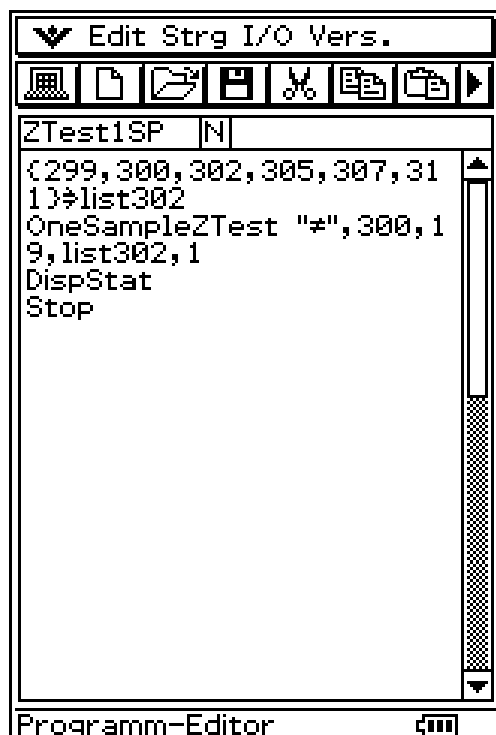 Edit Strg I/O Vers.
ZTest1SP N
{299,300,302,305,307,31
1}⇒list302
OneSampleZTest "≠",300,1
9,list302,1
DispStat
Stop
Programm-Editor